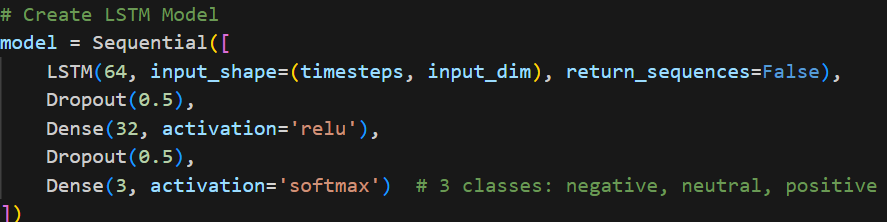 # Create LSTM Model
model = Sequential([
    LSTM(64, input_shape=(timesteps, input_dim), return_sequences=False),
    Dropout(0.5),
    Dense(32, activation='relu'),
    Dropout(0.5),
    Dense(3, activation='softmax')  # 3 classes: negative, neutral, positive
])